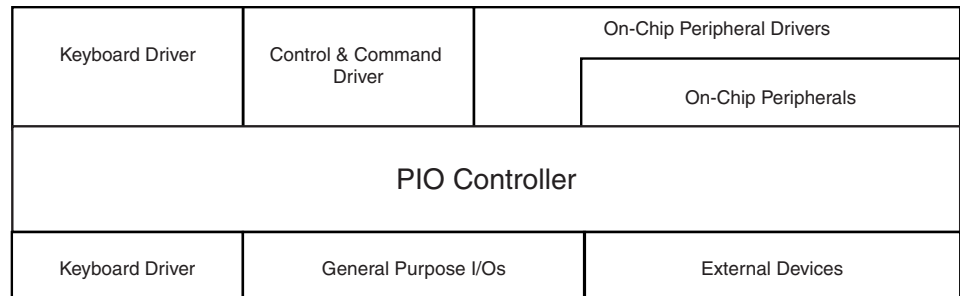 Keyboard Driver
Control & Command
Driver
On-Chip Peripheral Drivers
On-Chip Peripherals
PIO Controller
Keyboard Driver
General Purpose I/Os
External Devices